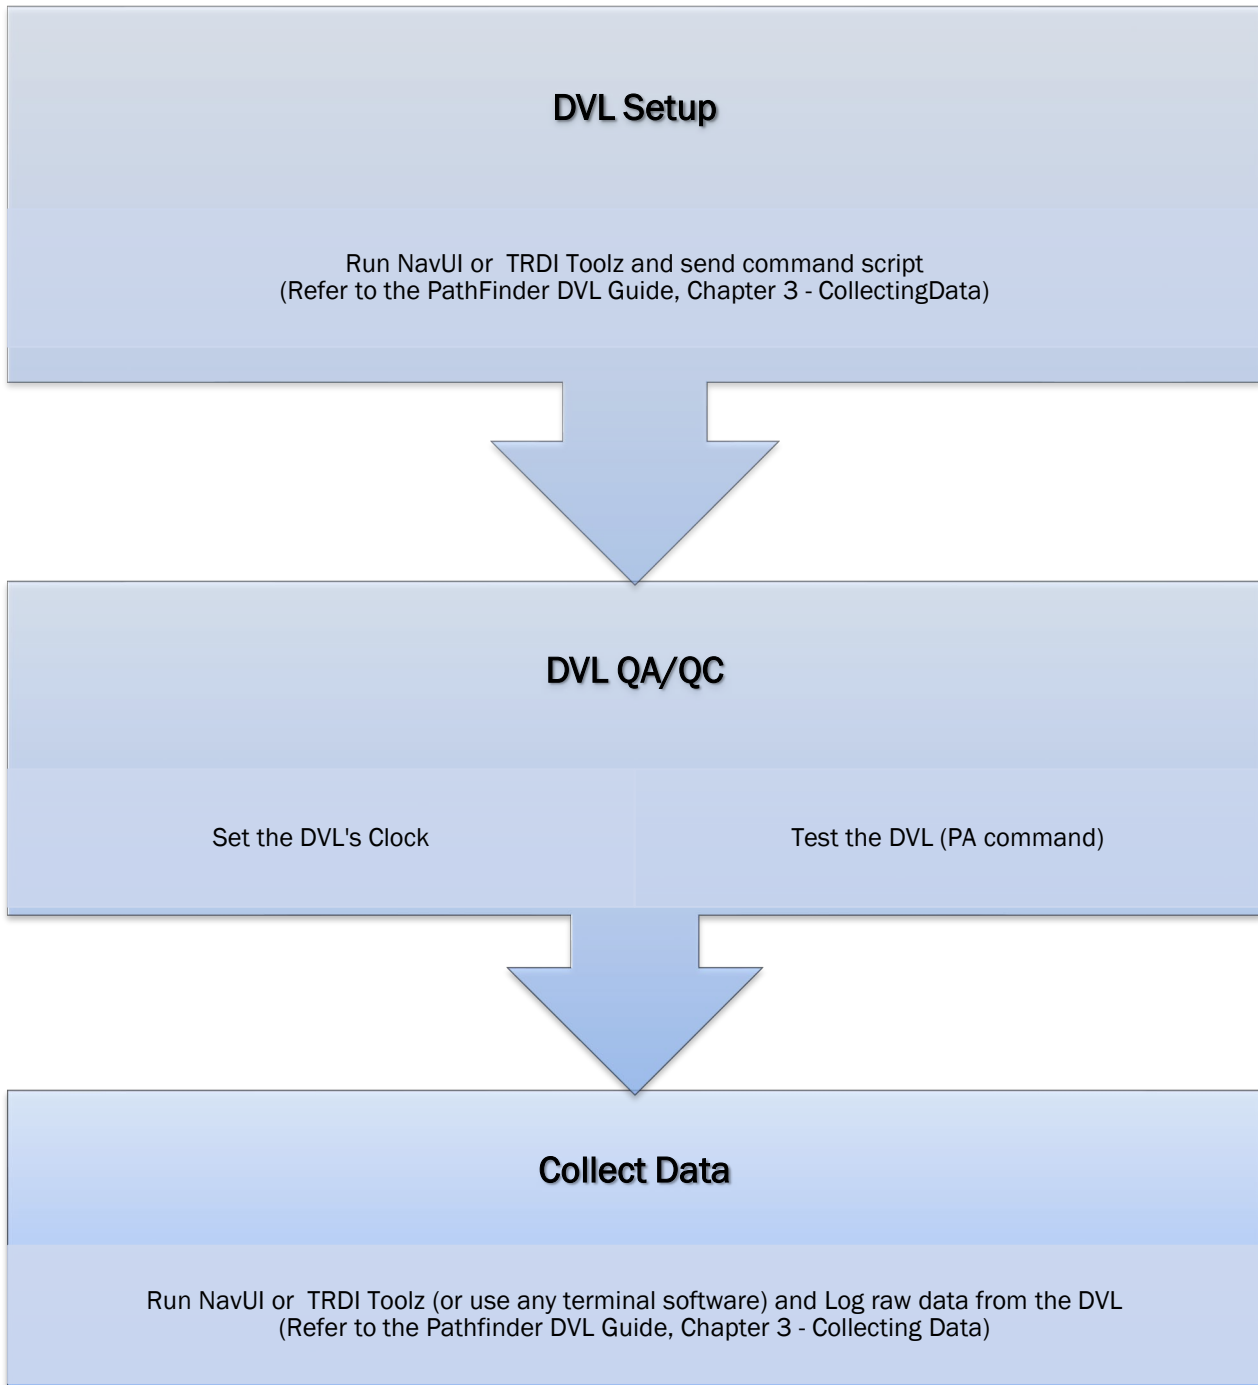 DVL Setup
Run NavUI or  TRDI Toolz and send command script
(Refer to the PathFinder DVL Guide, Chapter 3 - CollectingData)
DVL QA/QC
Set the DVL's Clock
Test the DVL (PA command)
Collect Data
Run NavUI or  TRDI Toolz (or use any terminal software) and Log raw data from the DVL
(Refer to the Pathfinder DVL Guide, Chapter 3 - Collecting Data)